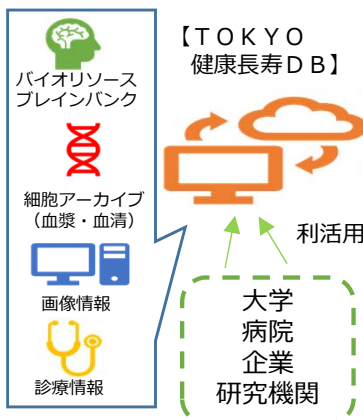 バイオリソース
ブレインバンク
細胞アーカイブ
（血漿・血清）
画像情報
診療情報
【ＴＯＫＹＯ
健康長寿ＤＢ】
利活用
大学
病院
企業
研究機関